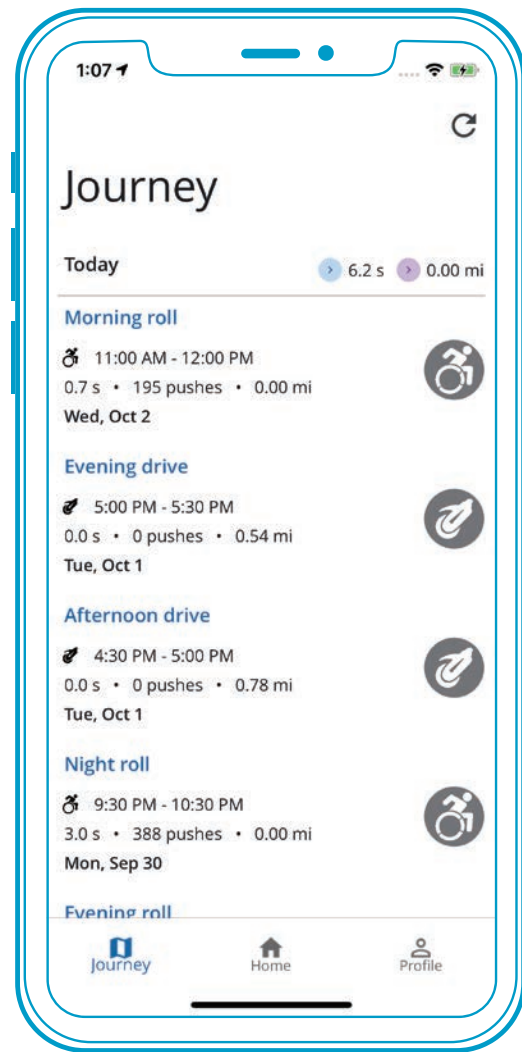 1:07
Journey
Today 6.2 s 0.00 mi
Morning roll
11:00 AM - 12:00 PM
0.7 s • 195 pushes • 0.00 mi
Wed, Oct 2
Evening drive
5:00 PM - 5:30 PM
0.0 s • 0 pushes • 0.54 mi
Tue, Oct 1
Afternoon drive
4:30 PM - 5:00 PM
0.0 s • 0 pushes • 0.78 mi
Tue, Oct 1
Night roll
9:30 PM - 10:30 PM
3.0 s • 388 pushes • 0.00 mi
Mon, Sep 30
Evening roll
Journey Home Profile